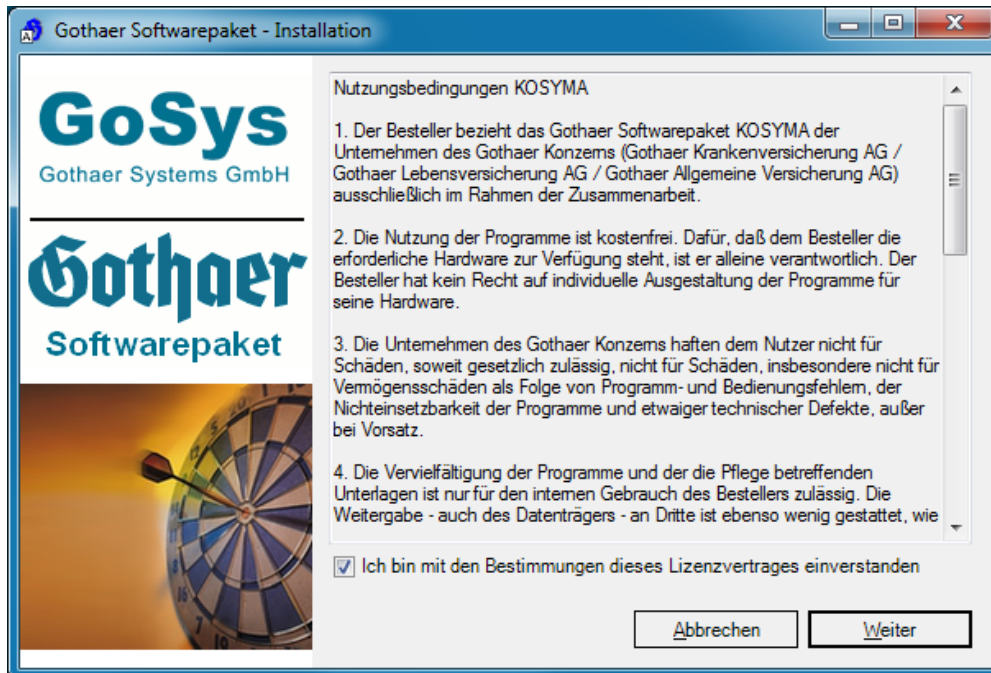 Gothaer Softwarepaket - Installation
GoSys
Gothaer Systems GmbH
Gothaer
Softwarepaket
Nutzungsbedingungen KOSYMA
1. Der Besteller bezieht das Gothaer Softwarepaket KOSYMA der
Unternehmen des Gothaer Konzerns (Gothaer Krankenversicherung AG /
Gothaer Lebensversicherung AG / Gothaer Allgemeine Versicherung AG)
ausschließlich im Rahmen der Zusammenarbeit.
2. Die Nutzung der Programme ist kostenfrei. Dafür, daß dem Besteller die
erforderliche Hardware zur Verfügung steht, ist er alleine verantwortlich. Der
Besteller hat kein Recht auf individuelle Ausgestaltung der Programme für
seine Hardware.
3. Die Unternehmen des Gothaer Konzerns haften dem Nutzer nicht für
Schäden, soweit gesetzlich zulässig, nicht für Schäden, insbesondere nicht für
Vermögensschäden als Folge von Programm- und Bedienungsfehlern, der
Nichteinsetzbarkeit der Programme und etwaiger technischer Defekte, außer
bei Vorsatz.
4. Die Vervielfältigung der Programme und der die Pflege betreffenden
Unterlagen ist nur für den internen Gebrauch des Bestellers zulässig. Die
Weitergabe - auch des Datenträgers - an Dritte ist ebenso wenig gestattet, wie
Ich bin mit den Bestimmungen dieses Lizenzvertrages einverstanden
Abbrechen
Weiter